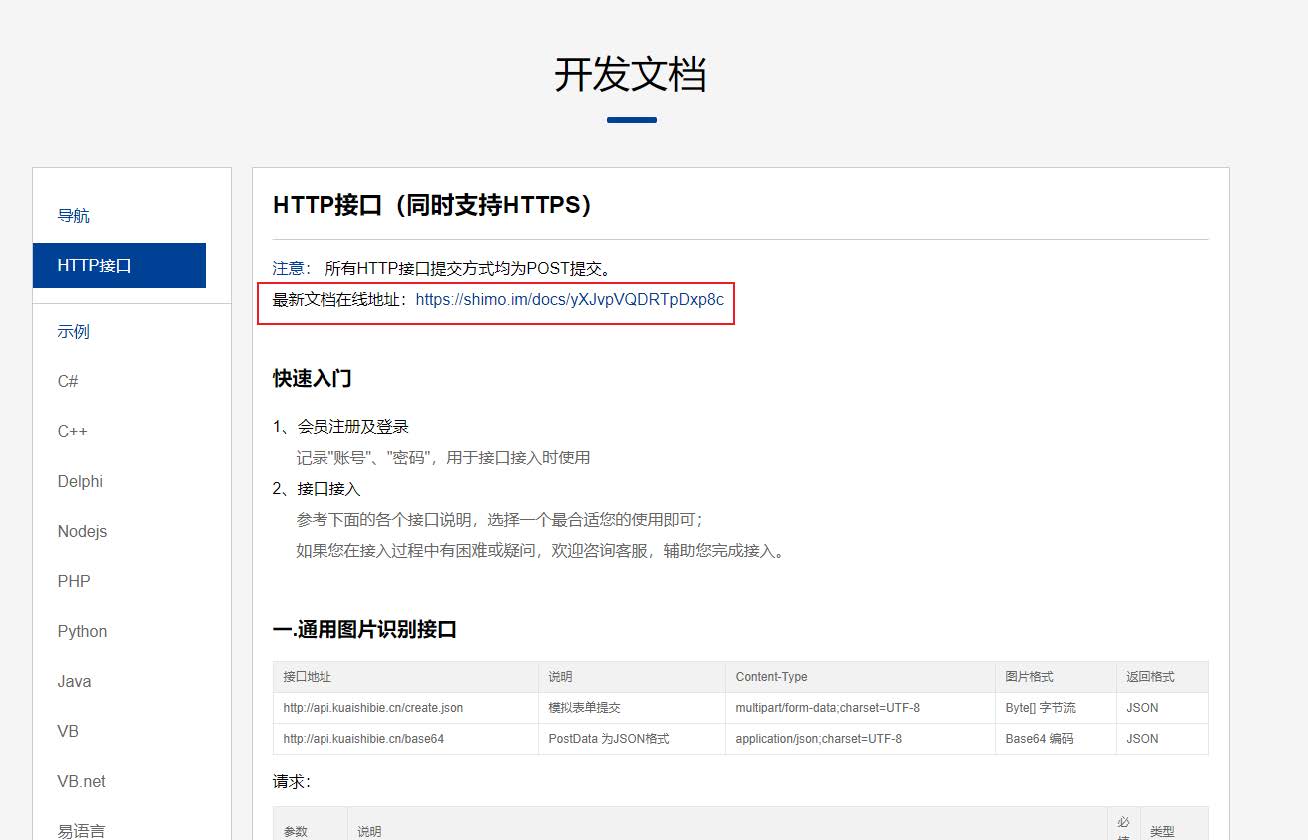 开发文档
导航
HTTP接口
示例
C#
C++
Delphi
Nodejs
PHP
Python
Java
VB
VB.net
易语言
HTTP接口（同时支持HTTPS）
注意： 所有HTTP接口提交方式均为POST提交。
最新文档在线地址：https://shimo.im/docs/yXJvpVQDRTpDxp8c
快速入门
1、会员注册及登录
记录"账号"、"密码"，用于接口接入时使用
2、接口接入
参考下面的各个接口说明，选择一个最合适您的使用即可；
如果您在接入过程中有困难或疑问，欢迎咨询客服，辅助您完成接入。
一.通用图片识别接口
接口地址 说明 Content-Type 图片格式 返回格式
http://api.kuaishibie.cn/create.json 模拟表单提交 multipart/form-data;charset=UTF-8 Byte[] 字节流 JSON
http://api.kuaishibie.cn/base64 PostData 为JSON格式 application/json;charset=UTF-8 Base64 编码 JSON
请求：
参数 说明 必 类型